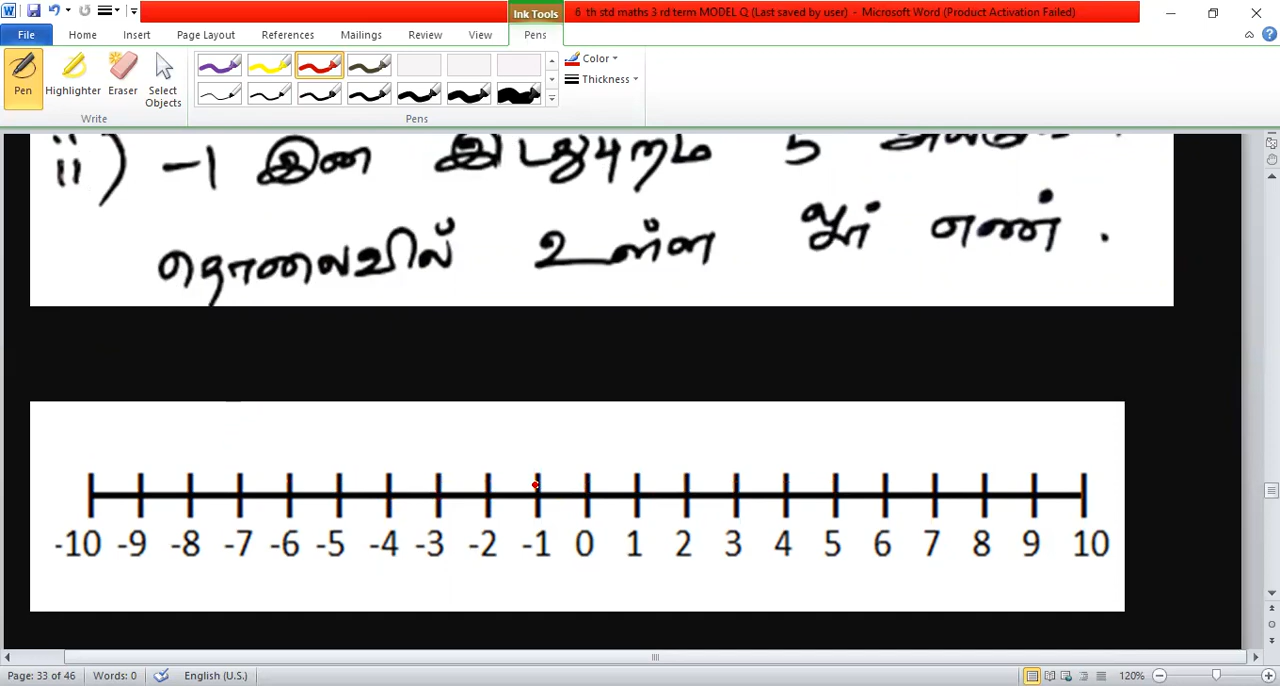 Ink Tools
6 th std maths 3 rd term MODEL Q (Last saved by user) - Microsoft Word (Product Activation Failed)
File Home Insert Page Layout References Mailings Review View Pens
Pen Highlighter Eraser Select Objects
Color
Thickness
Write Pens
ii) -1 இன் இடதுபுறம் 5
தொலைவில் உள்ள ஓர் எண் .
-10 -9 -8 -7 -6 -5 -4 -3 -2 -1 0 1 2 3 4 5 6 7 8 9 10
Page: 33 of 46 Words: 0 English (U.S.) 120%